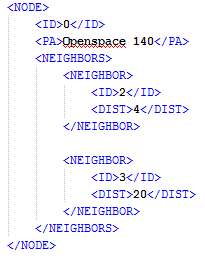 <NODE>
<ID>0</ID>
<PA>Openspace 140</PA>
<NEIGHBORS>
<NEIGHBOR>
<ID>2</ID>
<DIST>4</DIST>
</NEIGHBOR>
<NEIGHBOR>
<ID>3</ID>
<DIST>20</DIST>
</NEIGHBOR>
</NEIGHBORS>
</NODE>